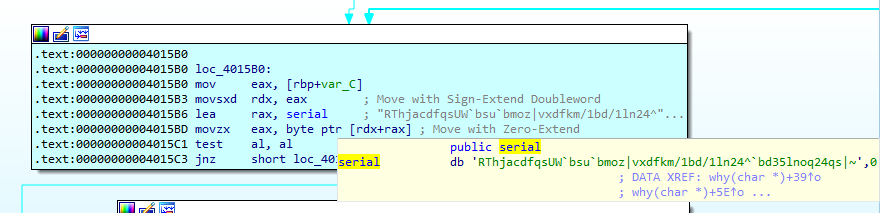 .text:00000000004015B0
.text:00000000004015B0 loc_4015B0:
.text:00000000004015B0 mov     eax, [rbp+var_C]
.text:00000000004015B3 movsxd  rdx, eax        ; Move with Sign-Extend Doubleword
.text:00000000004015B6 lea     rax, serial     ; "RThjacdfqsUW`bsu`bmoz|vxdfkm/1bd/1ln24^"...
.text:00000000004015BD movzx   eax, byte ptr [rdx+rax] ; Move with Zero-Extend
.text:00000000004015C1 test    al, al
.text:00000000004015C3 jnz     short loc_40
public serial
serial          db 'RThjacdfqsUW`bsu`bmoz|vxdfkm/1bd/1ln24^`bd35lnoq24qs|~',0
; DATA XREF: why(char *)+39↑o
; why(char *)+5E↑o ...